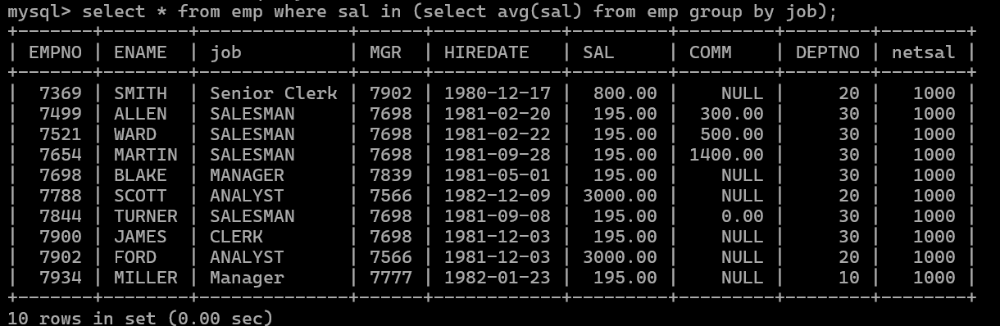 mysql> select * from emp where sal in (select avg(sal) from emp group by job);
+-------+--------+--------------+------+------------+---------+---------+--------+--------+
| EMPNO | ENAME  | job          | MGR  | HIREDATE   | SAL     | COMM    | DEPTNO | netsal |
+-------+--------+--------------+------+------------+---------+---------+--------+--------+
|  7369 | SMITH  | Senior Clerk | 7902 | 1980-12-17 |  800.00 |    NULL |     20 |   1000 |
|  7499 | ALLEN  | SALESMAN     | 7698 | 1981-02-20 |  195.00 |  300.00 |     30 |   1000 |
|  7521 | WARD   | SALESMAN     | 7698 | 1981-02-22 |  195.00 |  500.00 |     30 |   1000 |
|  7654 | MARTIN | SALESMAN     | 7698 | 1981-09-28 |  195.00 | 1400.00 |     30 |   1000 |
|  7698 | BLAKE  | MANAGER      | 7839 | 1981-05-01 |  195.00 |    NULL |     30 |   1000 |
|  7788 | SCOTT  | ANALYST      | 7566 | 1982-12-09 | 3000.00 |    NULL |     20 |   1000 |
|  7844 | TURNER | SALESMAN     | 7698 | 1981-09-08 |  195.00 |    0.00 |     30 |   1000 |
|  7900 | JAMES  | CLERK        | 7698 | 1981-12-03 |  195.00 |    NULL |     30 |   1000 |
|  7902 | FORD   | ANALYST      | 7566 | 1981-12-03 | 3000.00 |    NULL |     20 |   1000 |
|  7934 | MILLER | Manager      | 7777 | 1982-01-23 |  195.00 |    NULL |     10 |   1000 |
+-------+--------+--------------+------+------------+---------+---------+--------+--------+
10 rows in set (0.00 sec)